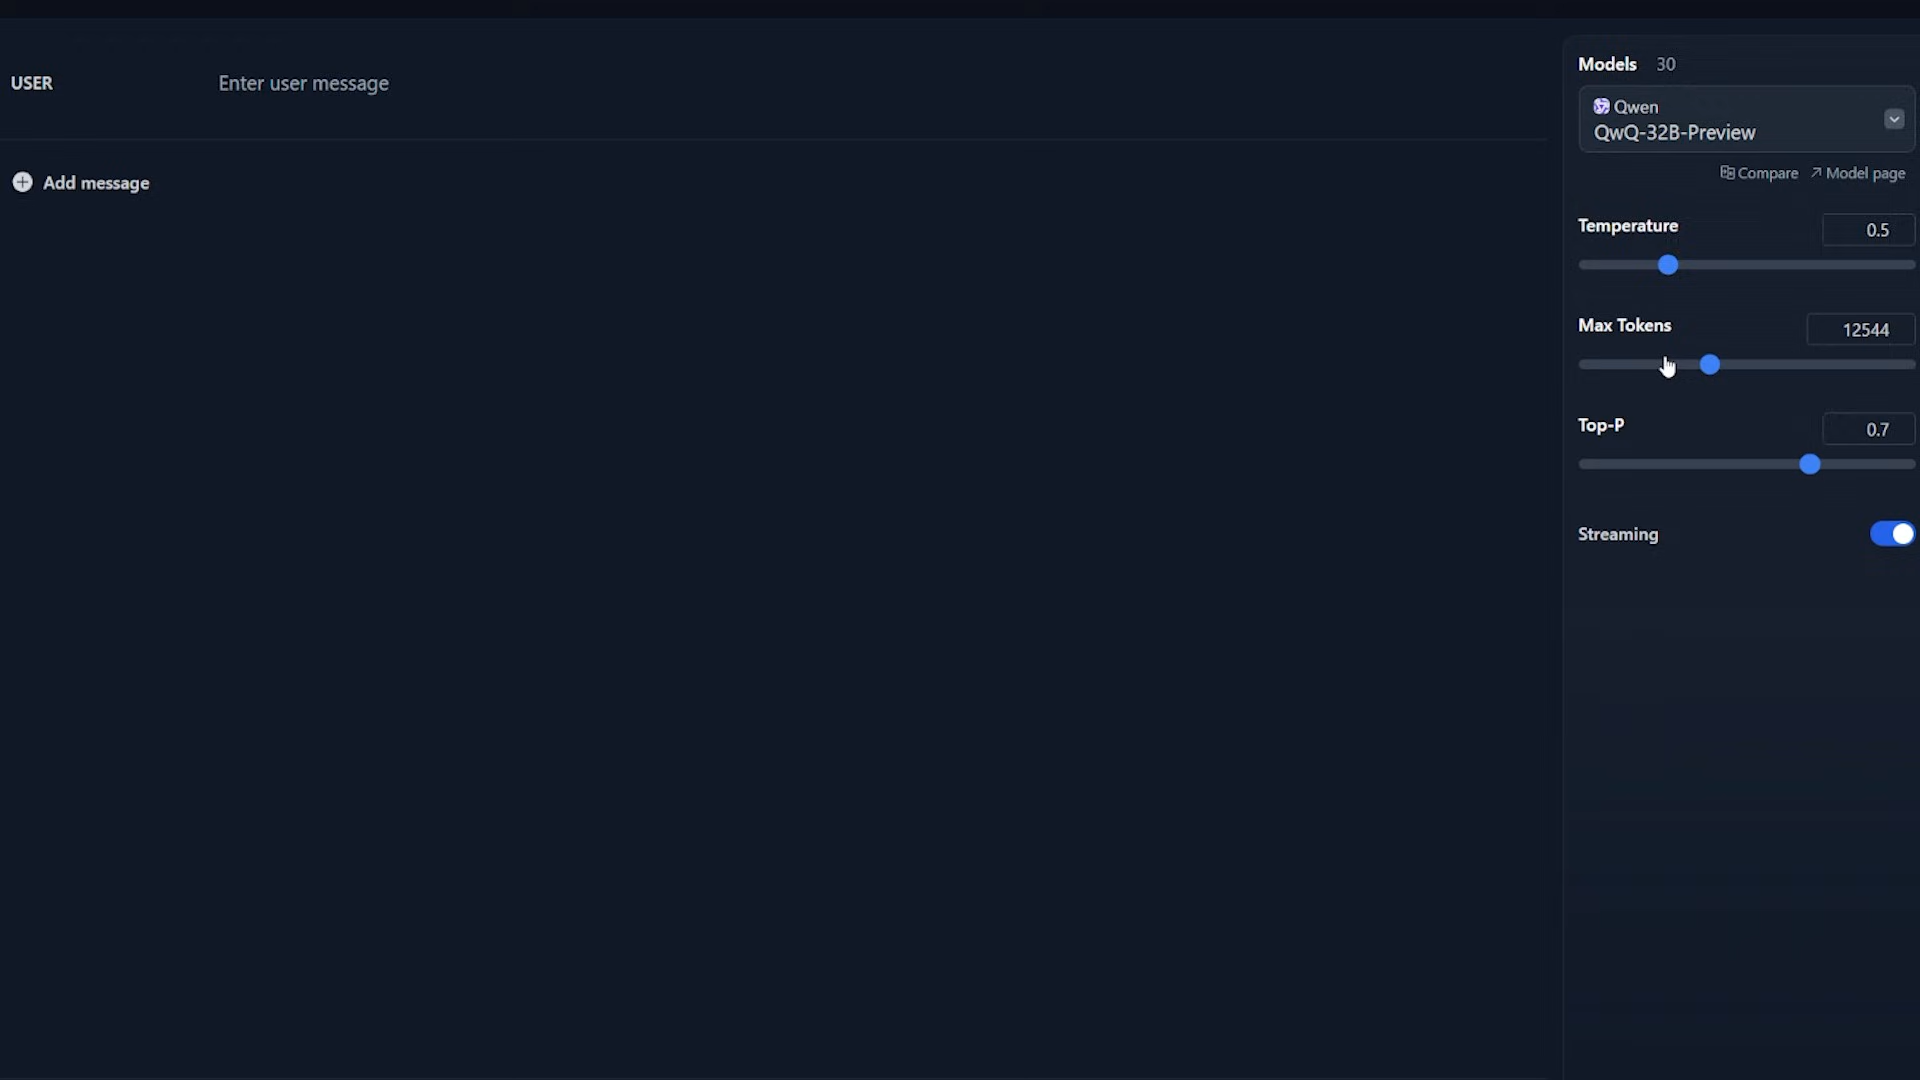 USER
Enter user message
Add message
Models 30
Qwen
QwQ-32B-Preview
Compare Model page
Temperature 0.5
Max Tokens 12544
Top-P 0.7
Streaming